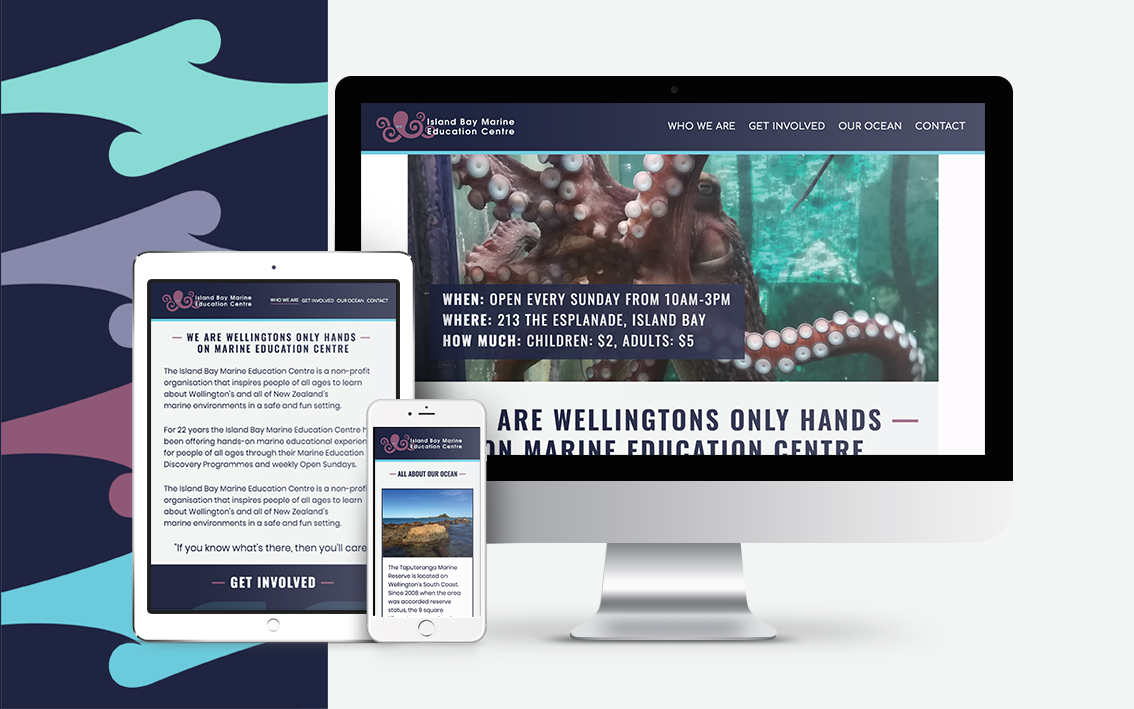 Island Bay Marine
Education Centre
WHO WE ARE
GET INVOLVED
OUR OCEAN
CONTACT
WHEN: OPEN EVERY SUNDAY FROM 10AM-3PM
WHERE: 213 THE ESPLANADE, ISLAND BAY
HOW MUCH: CHILDREN: $2, ADULTS: $5
ARE WELLINGTONS ONLY HANDS —
ON MARINE EDUCATION CENTRE
Island Bay Marine
Education Centre
WHO WE ARE
GET INVOLVED
OUR OCEAN
CONTACT
— WE ARE WELLINGTONS ONLY HANDS —
ON MARINE EDUCATION CENTRE
The Island Bay Marine Education Centre is a non-profit
organisation that inspires people of all ages to learn
about Wellington's and all of New Zealand's
marine environments in a safe and fun setting.
For 22 years the Island Bay Marine Education Centre
been offering hands-on marine educational
for people of all ages through their Marine Education
Discovery Programmes and weekly Open Sundays.
The Island Bay Marine Education Centre is a non-profit
organisation that inspires people of all ages to learn
about Wellington's and all of New Zealand's
marine environments in a safe and fun setting.
"If you know what's there, then you'll care
— GET INVOLVED —
Island Bay Marine
Education Centre
— ALL ABOUT OUR OCEAN —
The Taputeranga Marine
Reserve is located on
Wellington's South Coast.
Since 2008 when the area
was accorded reserve
status, the 9 square